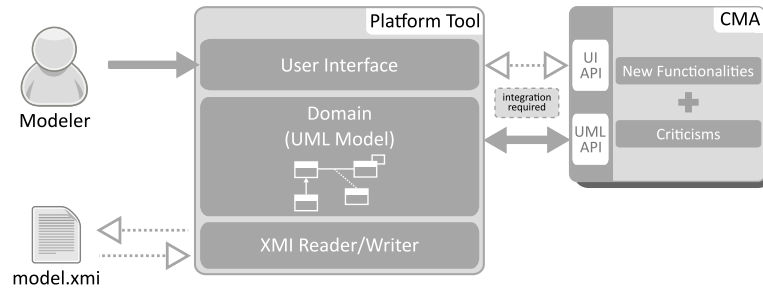 Platform Tool
CMA
User Interface
UI
API
New Functionalities
Modeler
integration
required
Domain
(UML Model)
UML
API
Criticisms
XMI Reader/Writer
model.xmi